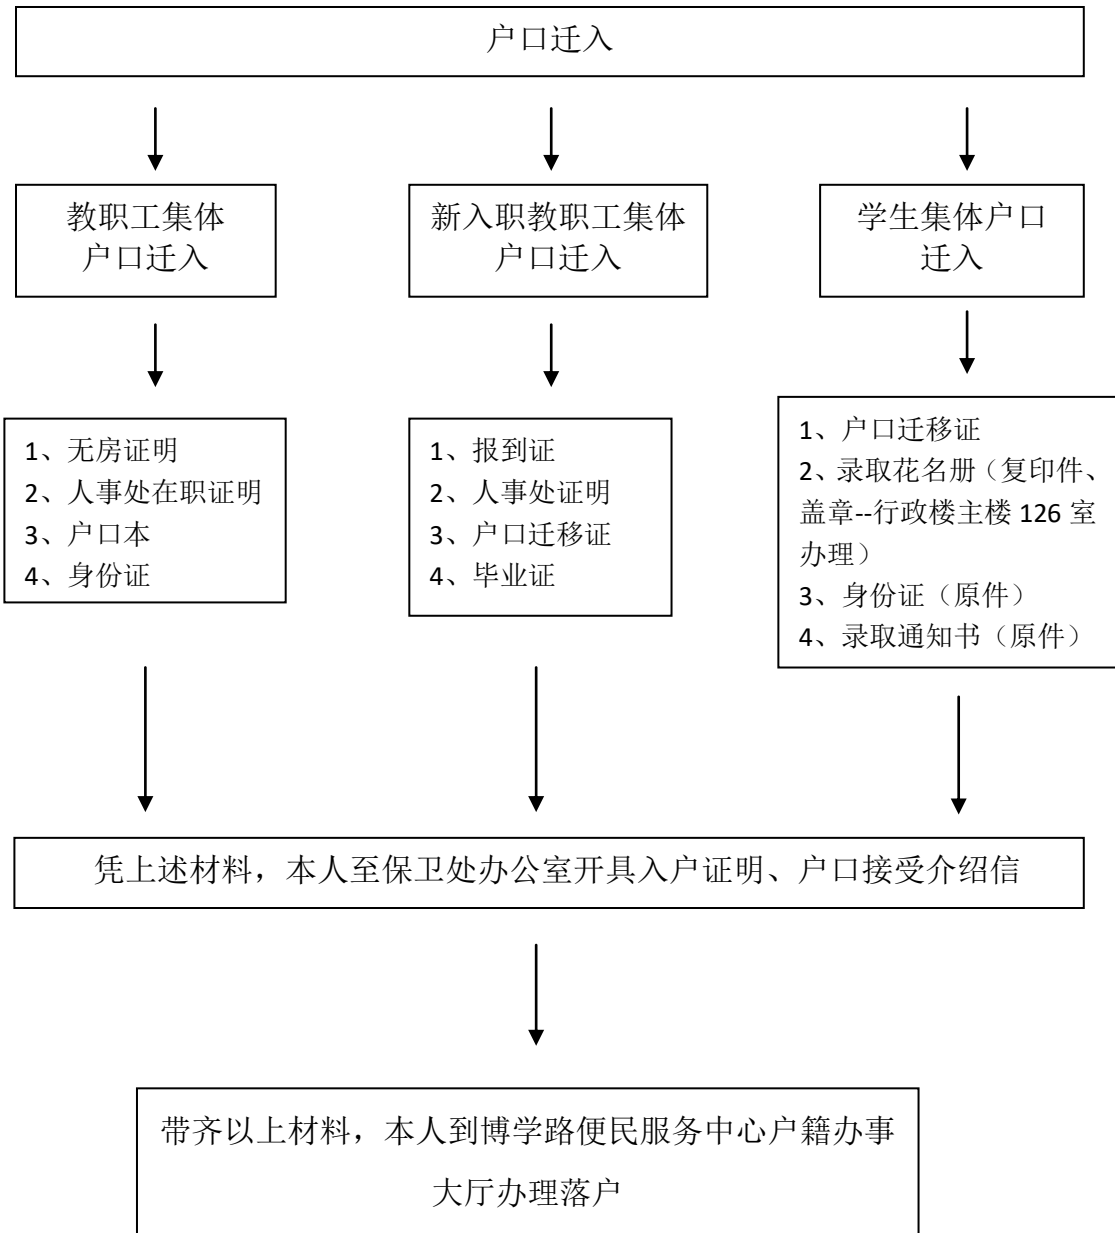 户口迁入
教职工集体
户口迁入
新入职教职工集体
户口迁入
学生集体户口
迁入
1、无房证明
2、人事处在职证明
3、户口本
4、身份证
1、报到证
2、人事处证明
3、户口迁移证
4、毕业证
1、户口迁移证
2、录取花名册（复印件、
盖章--行政楼主楼 126 室
办理）
3、身份证（原件）
4、录取通知书（原件）
凭上述材料，本人至保卫处办公室开具入户证明、户口接受介绍信
带齐以上材料，本人到博学路便民服务中心户籍办事
大厅办理落户